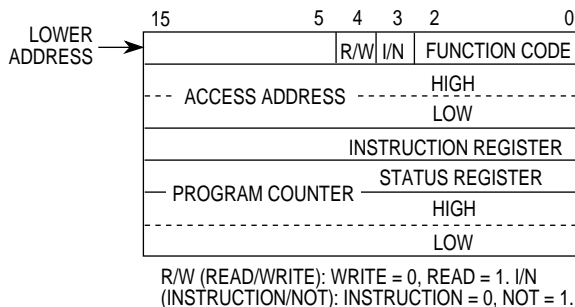 15 5 4 3 2 0
LOWER
ADDRESS
R/W I/N FUNCTION CODE
HIGH
ACCESS ADDRESS
LOW
INSTRUCTION REGISTER
STATUS REGISTER
PROGRAM COUNTER
HIGH
LOW
R/W (READ/WRITE): WRITE = 0, READ = 1. I/N
(INSTRUCTION/NOT): INSTRUCTION = 0, NOT = 1.